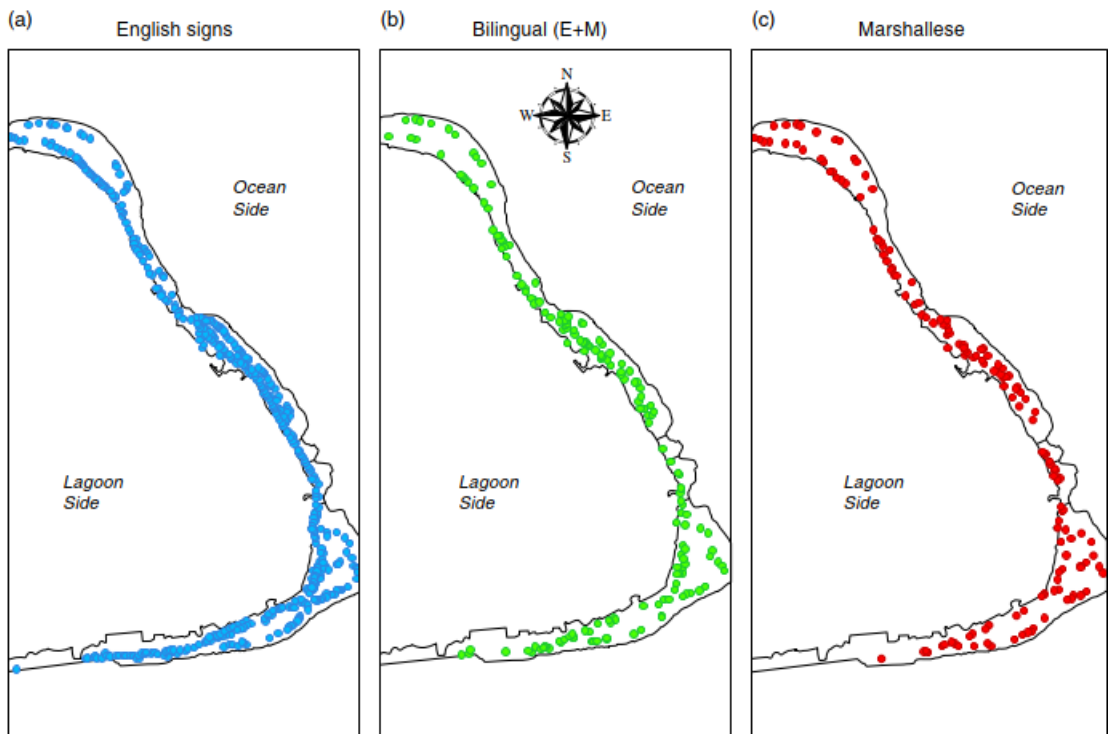 (a)
English signs
(b)
Bilingual (E+M)
(c)
Marshallese
N
W
E
S
Ocean
Side
Ocean
Side
Ocean
Side
Lagoon
Side
Lagoon
Side
Lagoon
Side